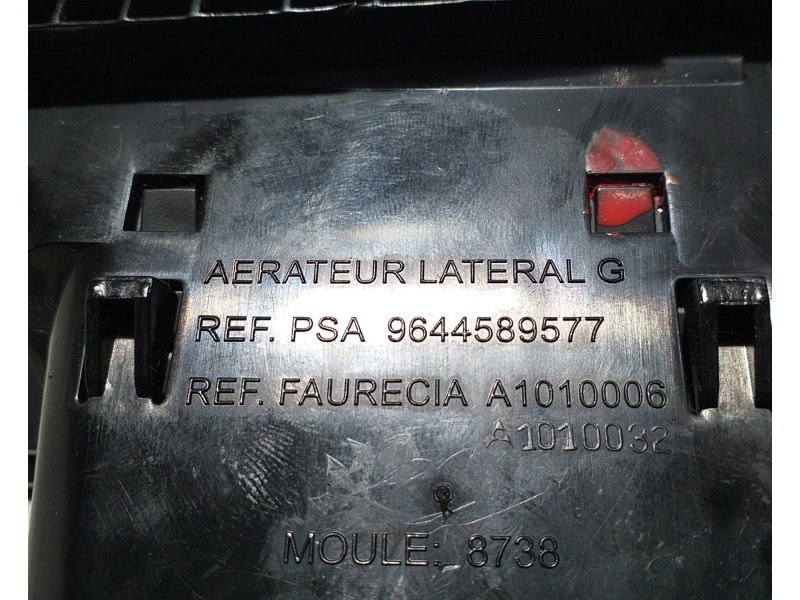 AERATEUR LATERAL G
REF. PSA 9644589577
REF. FAURECIA A1010006
A1010032
MOULE: 8738